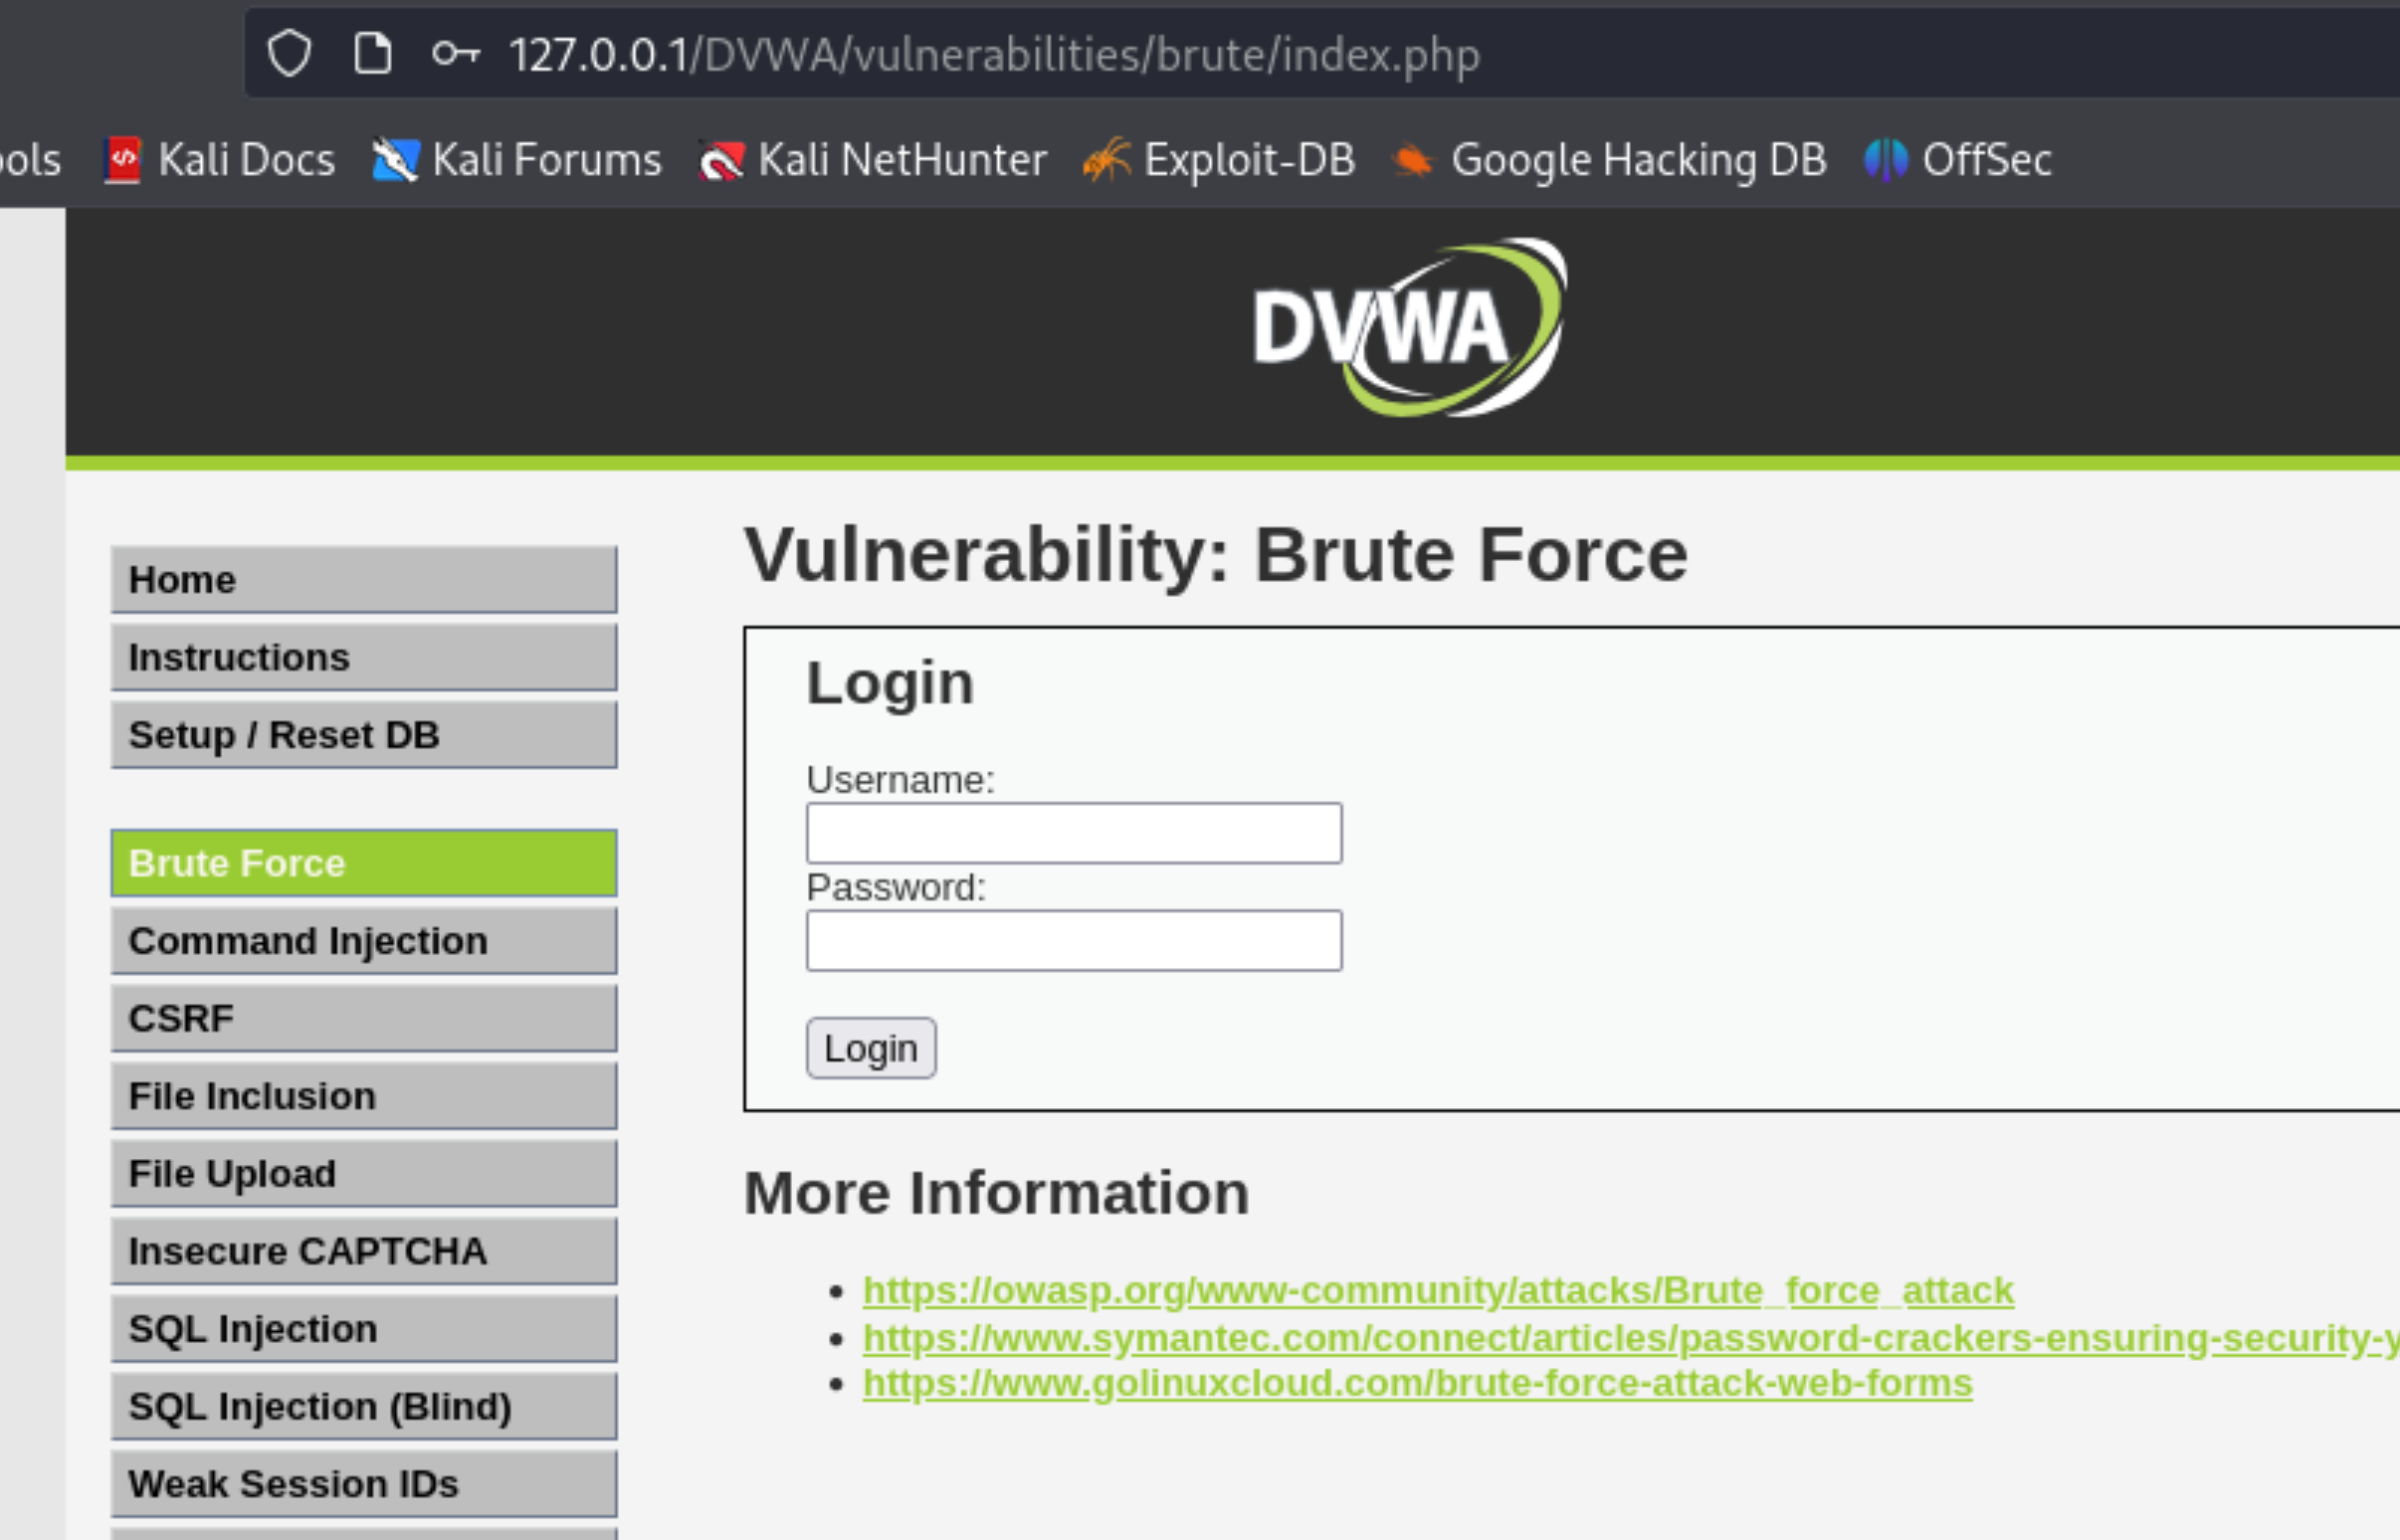 127.0.0.1/DVWA/vulnerabilities/brute/index.php
ools Kali Docs Kali Forums Kali NetHunter Exploit-DB Google Hacking DB OffSec
DVWA
Home
Instructions
Setup / Reset DB
Brute Force
Command Injection
CSRF
File Inclusion
File Upload
Insecure CAPTCHA
SQL Injection
SQL Injection (Blind)
Weak Session IDs
Vulnerability: Brute Force
Login
Username:
Password:
Login
More Information
https://owasp.org/www-community/attacks/Brute_force_attack
https://www.symantec.com/connect/articles/password-crackers-ensuring-security-y
https://www.golinuxcloud.com/brute-force-attack-web-forms